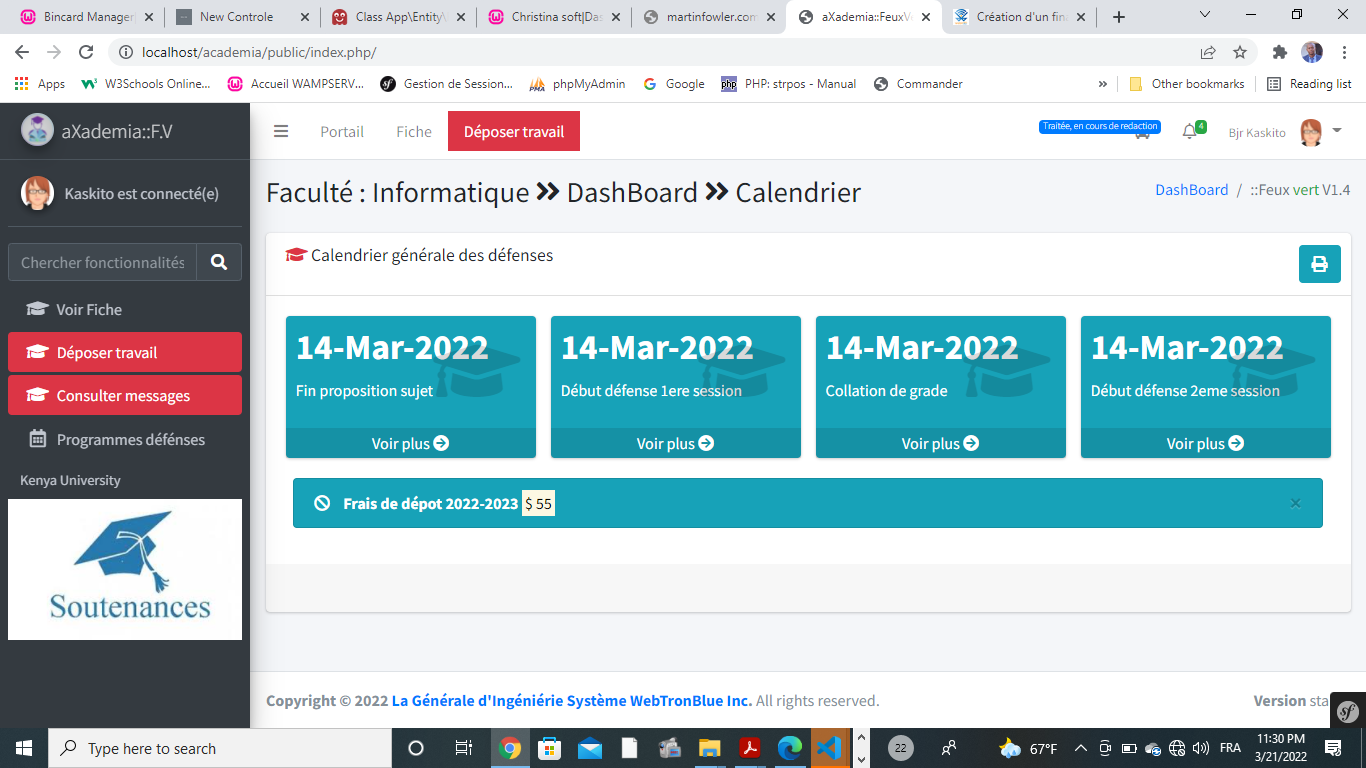 Bincard Manager
New Controle
Class App\Entity\
Christina soft|Das
martinfowler.com
aXademia::FeuxVe
Création d'un fina
localhost/academia/public/index.php/
Apps
W3Schools Online...
Accueil WAMPSERV...
Gestion de Session...
phpMyAdmin
Google
PHP: strpos - Manual
Commander
»
Other bookmarks
Reading list
aXademia::F.V
Portail
Fiche
Déposer travail
Traitée, en cours de redaction
4
Bjr Kaskito
Kaskito est connecté(e)
Chercher fonctionnalités
Voir Fiche
Déposer travail
Consulter messages
Programmes défénses
Kenya University
Soutenances
Faculté : Informatique » DashBoard » Calendrier
DashBoard / ::Feux vert V1.4
Calendrier générale des défenses
14-Mar-2022
Fin proposition sujet
Voir plus
14-Mar-2022
Début défense 1ere session
Voir plus
14-Mar-2022
Collation de grade
Voir plus
14-Mar-2022
Début défense 2eme session
Voir plus
Frais de dépot 2022-2023 $ 55
×
Copyright © 2022 La Générale d'Ingéniérie Système WebTronBlue Inc. All rights reserved.
Version sta
sf
Type here to search
22
67°F
FRA
11:30 PM
3/21/2022